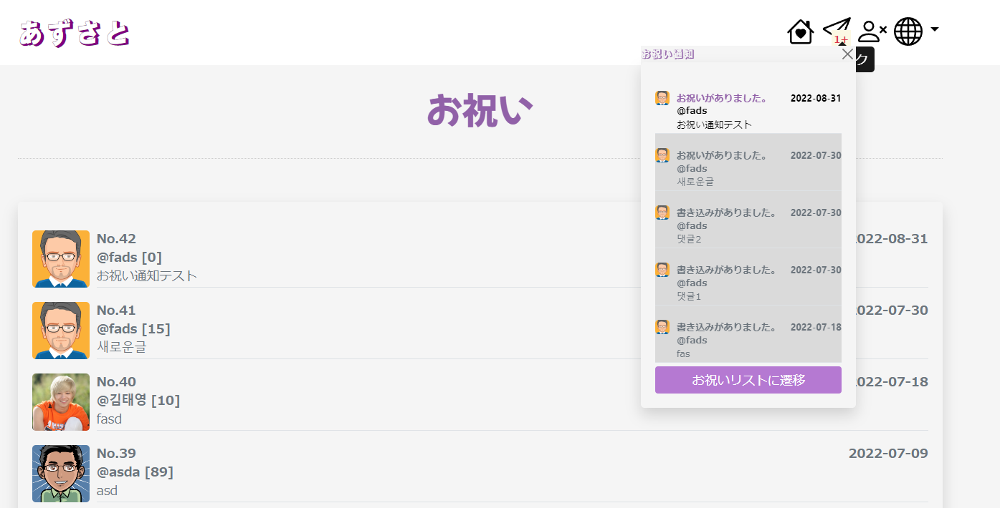 あずさと
1+
お祝い通知
ク
お祝い
お祝いがありました。 2022-08-31
@fads
お祝い通知テスト
お祝いがありました。 2022-07-30
@fads
새로운글
書き込みがありました。 2022-07-30
@fads
댓글2
書き込みがありました。 2022-07-30
@fads
댓글1
書き込みがありました。 2022-07-18
@fads
fas
お祝いリストに遷移
No.42 2022-08-31
@fads [0]
お祝い通知テスト
No.41 2022-07-30
@fads [15]
새로운글
No.40 2022-07-18
@김태영 [10]
fasd
No.39 2022-07-09
@asda [89]
asd